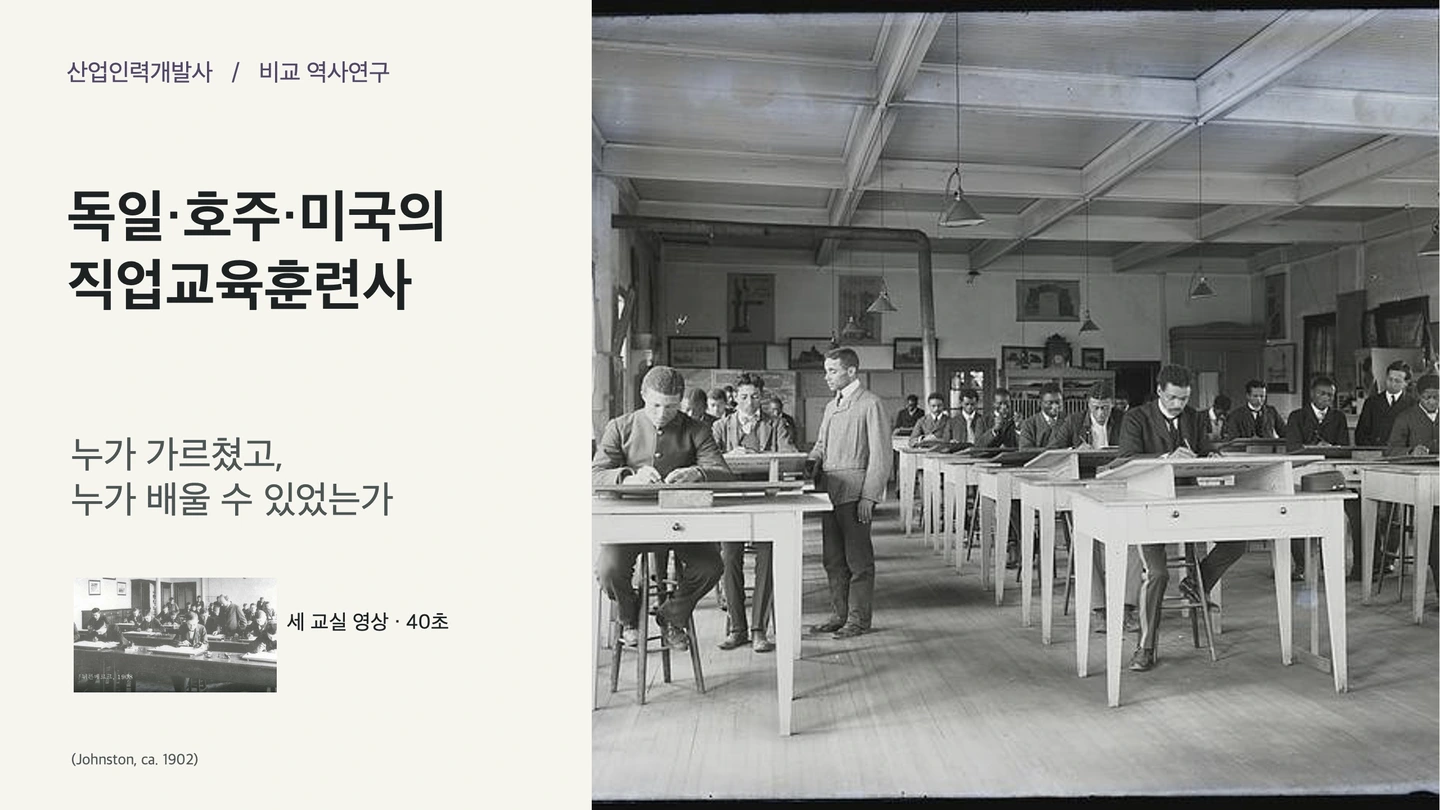 산업인력개발사 / 비교 역사연구
독일·호주·미국의
직업교육훈련사
누가 가르쳤고,
누가 배울 수 있었는가
세 교실 영상 · 40초
(Johnston, ca. 1902)